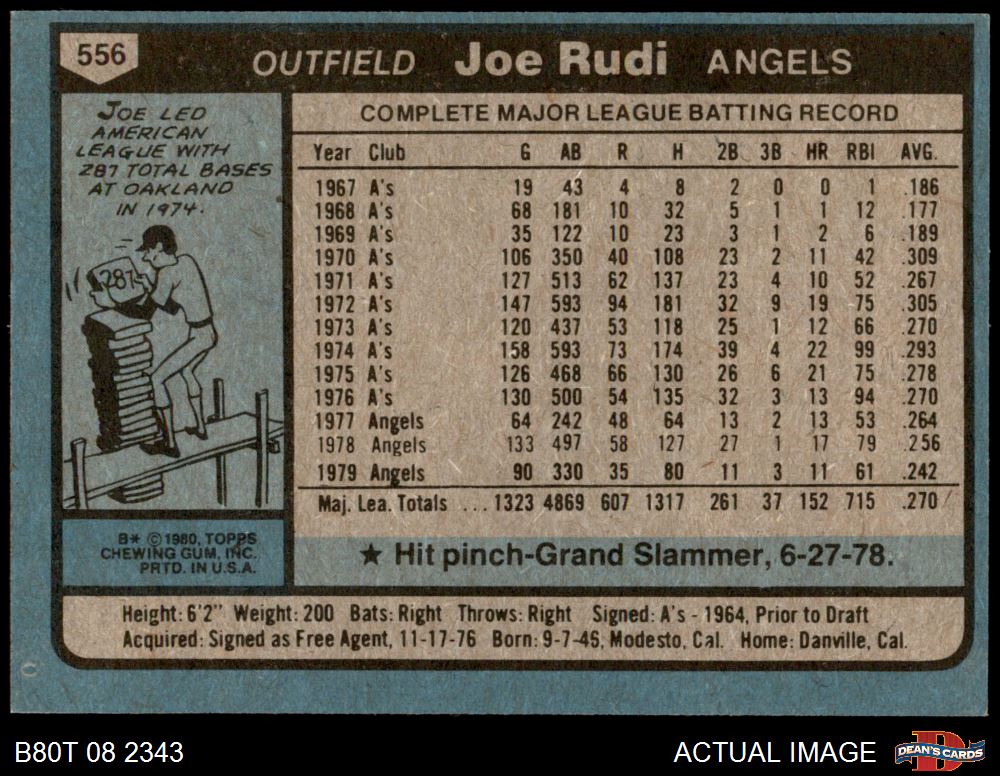 556
OUTFIELD Joe Rudi ANGELS
JOE LED
AMERICAN
LEAGUE WITH
287 TOTAL BASES
AT OAKLAND
IN 1974.
287
COMPLETE MAJOR LEAGUE BATTING RECORD
Year Club G AB R H 2B 3B HR RBI AVG.
1967 A's 19 43 4 8 2 0 0 1 .186
1968 A's 68 181 10 32 5 1 1 12 .177
1969 A's 35 122 10 23 3 1 2 6 .189
1970 A's 106 350 40 108 23 2 11 42 .309
1971 A's 127 513 62 137 23 4 10 52 .267
1972 A's 147 593 94 181 32 9 19 75 .305
1973 A's 120 437 53 118 25 1 12 66 .270
1974 A's 158 593 73 174 39 4 22 99 .293
1975 A's 126 468 66 130 26 6 21 75 .278
1976 A's 130 500 54 135 32 3 13 94 .270
1977 Angels 64 242 48 64 13 2 13 53 .264
1978 Angels 133 497 58 127 27 1 17 79 .256
1979 Angels 90 330 35 80 11 3 11 61 .242
Maj. Lea. Totals ... 1323 4869 607 1317 261 37 152 715 .270
B* © 1980, TOPPS
CHEWING GUM, INC.
PRTD. IN U.S.A.
★ Hit pinch-Grand Slammer, 6-27-78.
Height: 6'2" Weight: 200 Bats: Right Throws: Right Signed: A's - 1964, Prior to Draft
Acquired: Signed as Free Agent, 11-17-76 Born: 9-7-46, Modesto, Cal. Home: Danville, Cal.
C
B80T 08 2343
ACTUAL IMAGE
DEAN'S CARDS